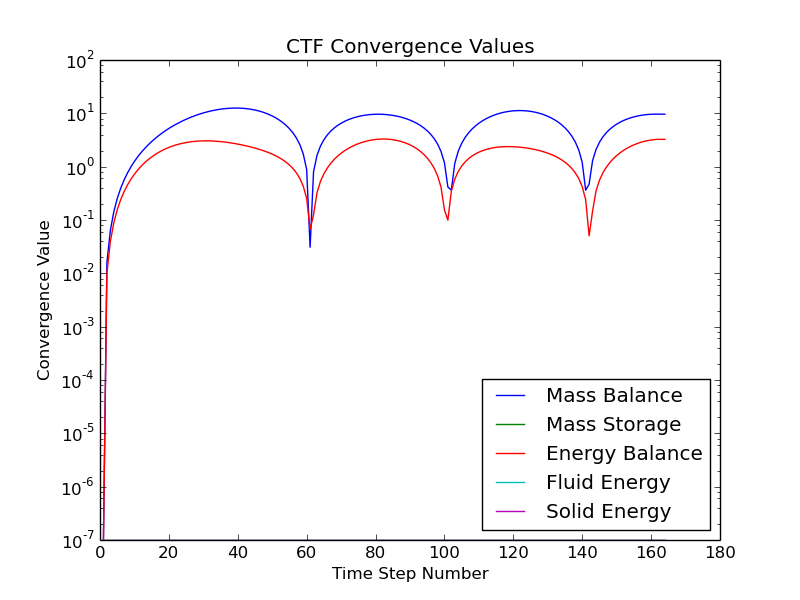 CTF Convergence Values
10^2
10^1
10^0
10^-1
10^-2
10^-3
10^-4
10^-5
10^-6
10^-7
Convergence Value
Mass Balance
Mass Storage
Energy Balance
Fluid Energy
Solid Energy
0 20 40 60 80 100 120 140 160 180
Time Step Number